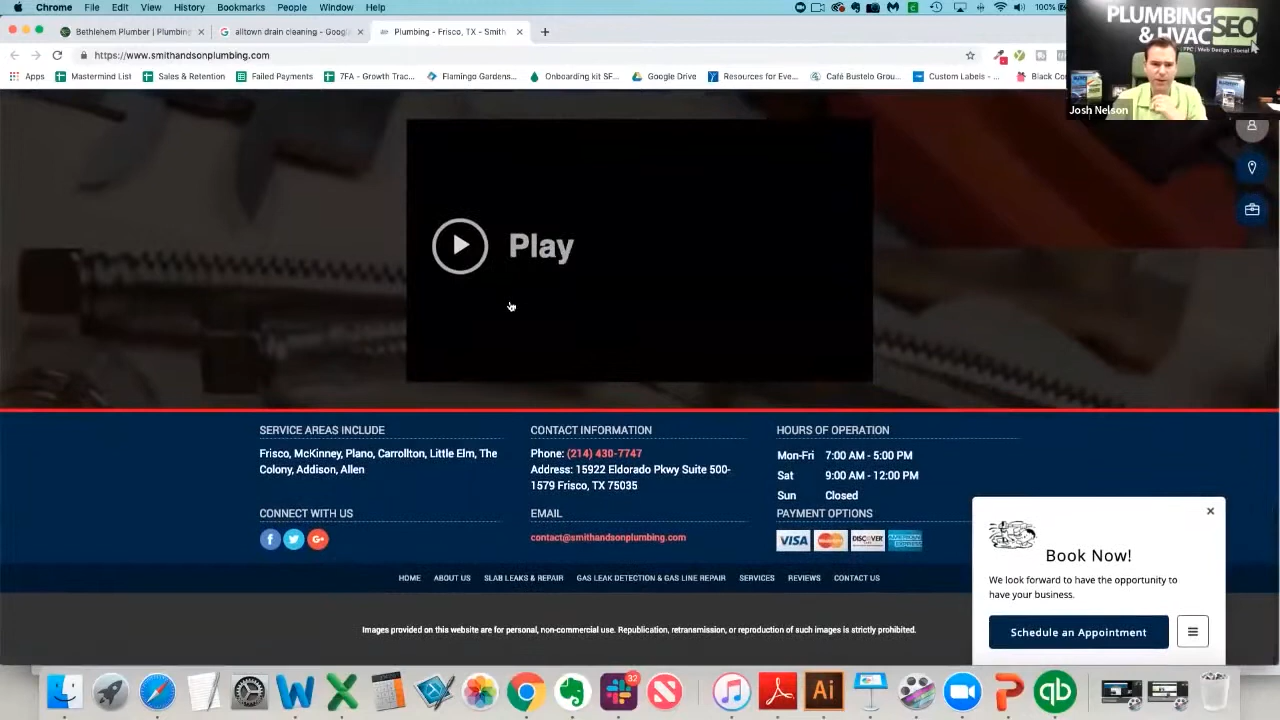 Chrome File Edit View History Bookmarks People Window Help
100%
Bethlehem Plumber | Plumbing
alltown drain cleaning - Google
Plumbing - Frisco, TX - Smith
https://www.smithandsonplumbing.com
Apps Mastermind List Sales & Retention Failed Payments 7FA - Growth Trac... Flamingo Gardens... Onboarding kit SF... Google Drive Resources for Eve... Café Bustelo Grou... Custom Labels -... Black Co
PLUMBING
& HVAC SEO
PPC | Web Design | Social
Josh Nelson
Play
SERVICE AREAS INCLUDE
Frisco, McKinney, Plano, Carrollton, Little Elm, The
Colony, Addison, Allen
CONNECT WITH US
CONTACT INFORMATION
Phone: (214) 430-7747
Address: 15922 Eldorado Pkwy Suite 500-
1579 Frisco, TX 75035
EMAIL
contact@smithandsonplumbing.com
HOURS OF OPERATION
Mon-Fri 7:00 AM - 5:00 PM
Sat 9:00 AM - 12:00 PM
Sun Closed
PAYMENT OPTIONS
VISA
DISCOVER
HOME ABOUT US SLAB LEAKS & REPAIR GAS LEAK DETECTION & GAS LINE REPAIR SERVICES REVIEWS CONTACT US
Images provided on this website are for personal, non-commercial use. Republication, retransmission, or reproduction of such images is strictly prohibited.
Book Now!
We look forward to have the opportunity to
have your business.
Schedule an Appointment
32
Ai
qb